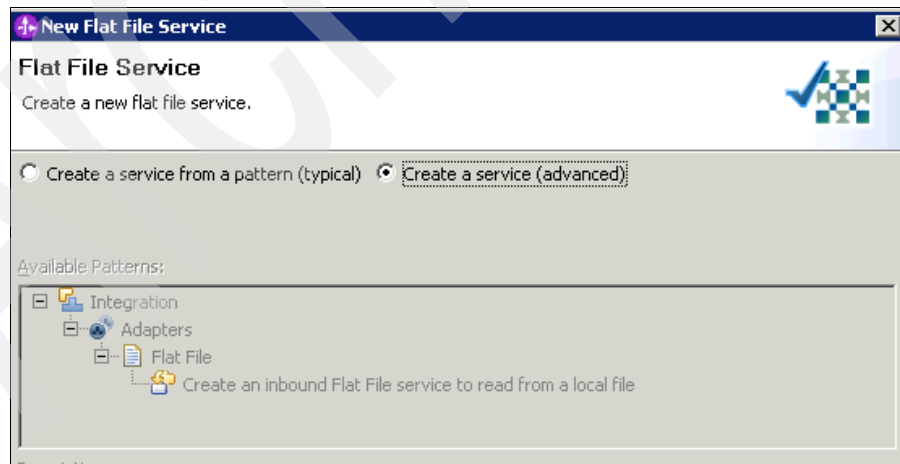 New Flat File Service
Flat File Service
Create a new flat file service.
Create a service from a pattern (typical) Create a service (advanced)
Available Patterns:
Integration
Adapters
Flat File
Create an inbound Flat File service to read from a local file